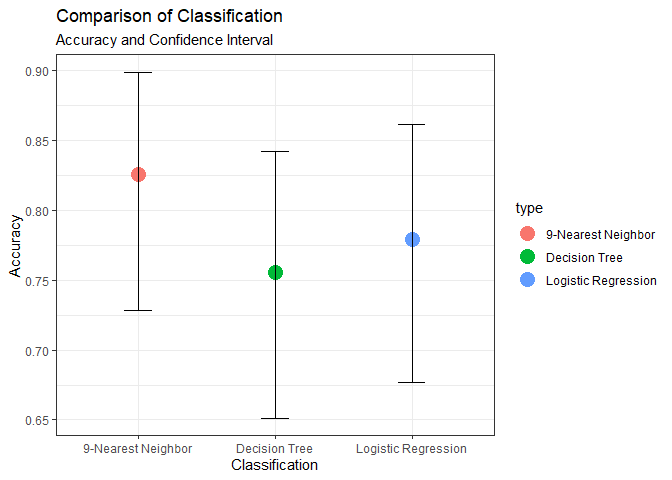 Comparison of Classification
Accuracy and Confidence Interval
Accuracy
0.90
0.85
0.80
0.75
0.70
0.65
9-Nearest Neighbor
Decision Tree
Logistic Regression
Classification
type
9-Nearest Neighbor
Decision Tree
Logistic Regression